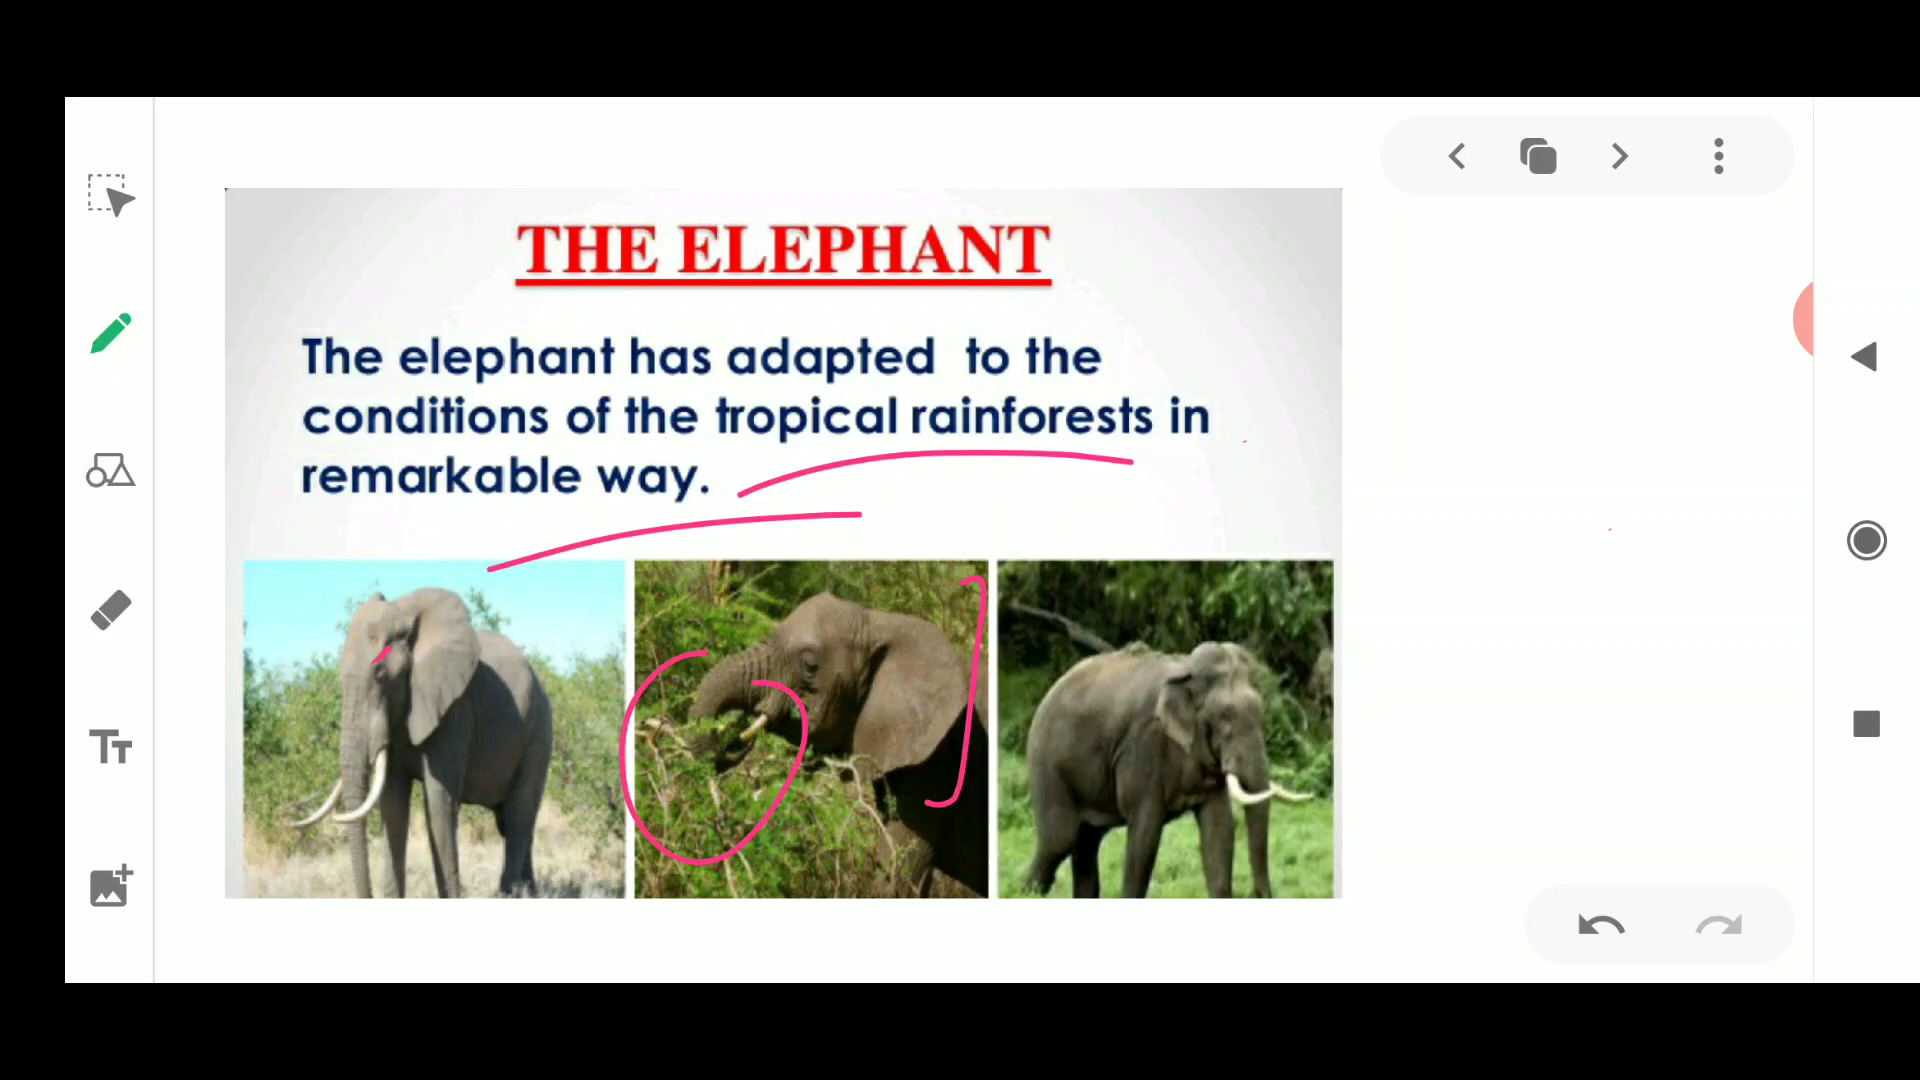 THE ELEPHANT
The elephant has adapted to the
conditions of the tropical rainforests in
remarkable way.